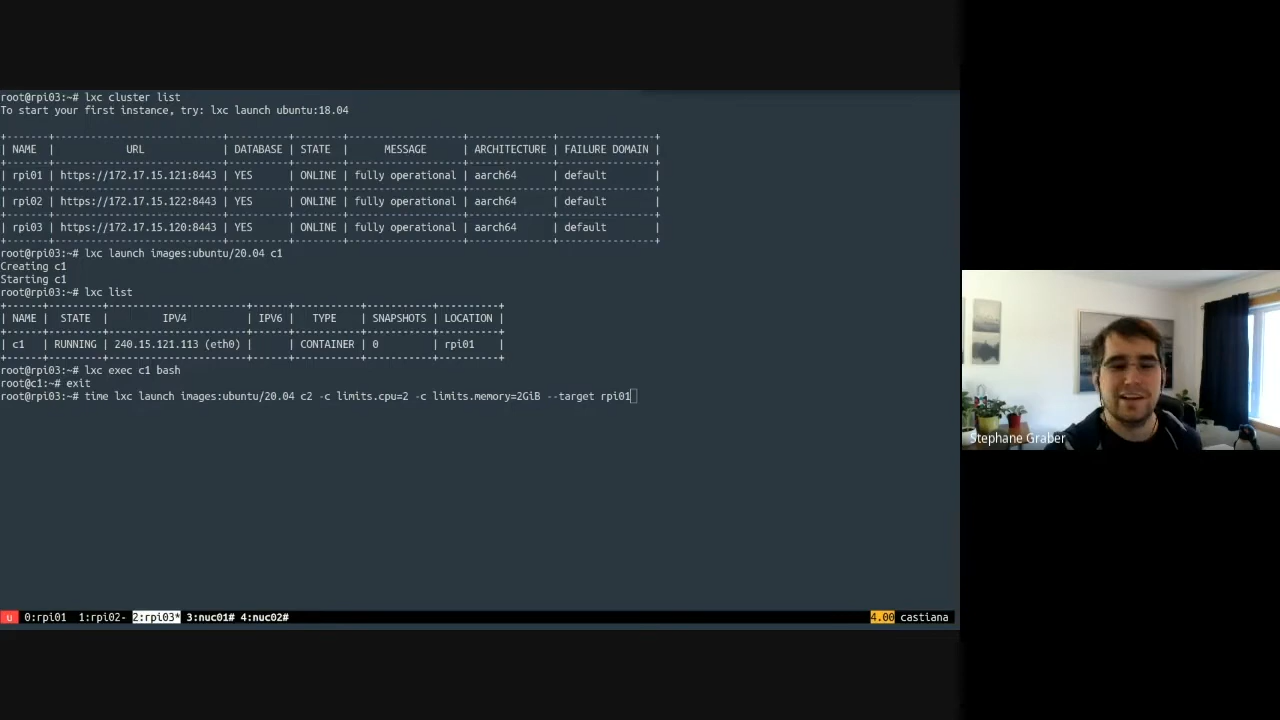 root@rpi03:~# lxc cluster list
To start your first instance, try: lxc launch ubuntu:18.04
+-------+---------------------------+----------+--------+-------------------+--------------+----------------+
| NAME | URL | DATABASE | STATE | MESSAGE | ARCHITECTURE | FAILURE DOMAIN |
| rpi01 | https://172.17.15.121:8443 | YES | ONLINE | fully operational | aarch64 | default |
| rpi02 | https://172.17.15.122:8443 | YES | ONLINE | fully operational | aarch64 | default |
| rpi03 | https://172.17.15.120:8443 | YES | ONLINE | fully operational | aarch64 | default |
root@rpi03:~# lxc launch images:ubuntu/20.04 c1
Creating c1
Starting c1
root@rpi03:~# lxc list
| NAME | STATE | IPV4 | IPV6 | TYPE | SNAPSHOTS | LOCATION |
| c1 | RUNNING | 240.15.121.113 (eth0) | | CONTAINER | 0 | rpi01 |
root@rpi03:~# lxc exec c1 bash
root@c1:~# exit
root@rpi03:~# time lxc launch images:ubuntu/20.04 c2 -c limits.cpu=2 -c limits.memory=2GiB --target rpi01
Stephane Graber
u 0:rpi01 1:rpi02- 2:rpi03* 3:nuc01# 4:nuc02# 4.00 castiana